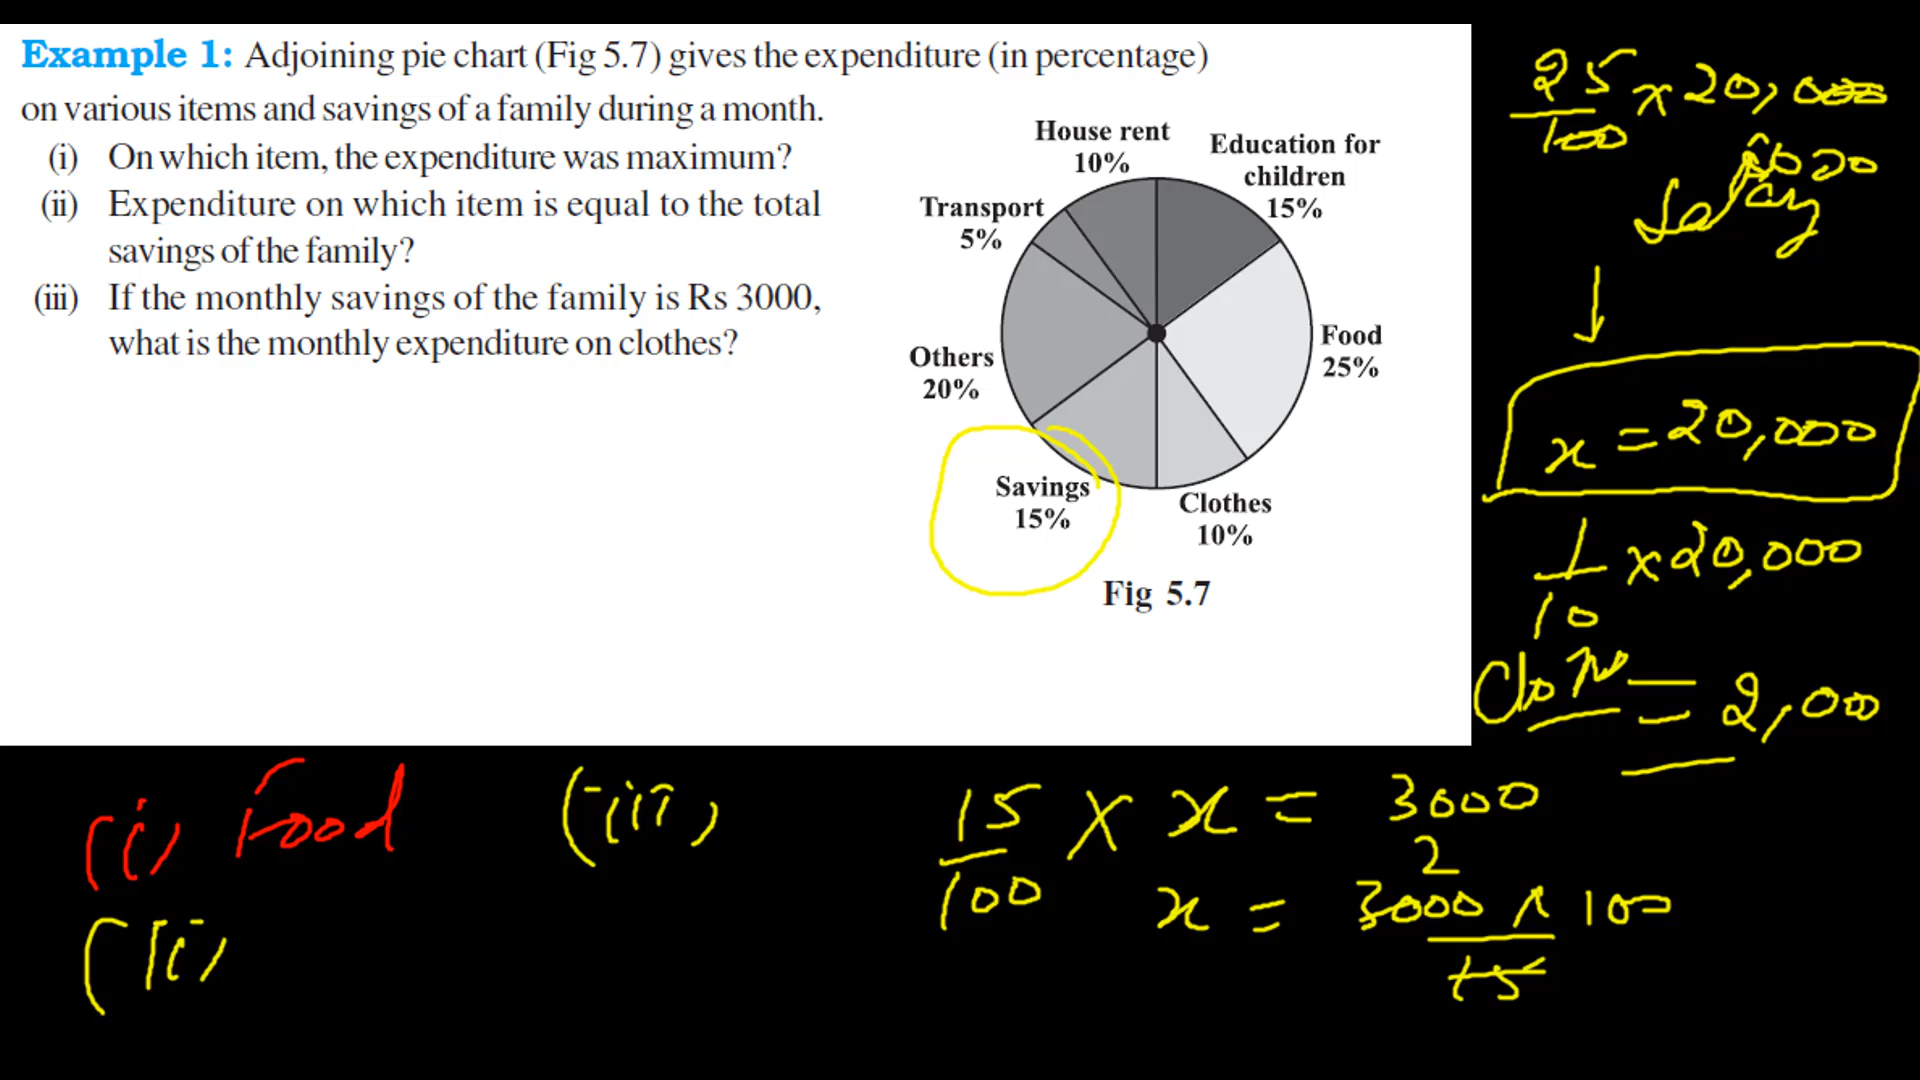 Example 1: Adjoining pie chart (Fig 5.7) gives the expenditure (in percentage)
on various items and savings of a family during a month.
(i) On which item, the expenditure was maximum?
(ii) Expenditure on which item is equal to the total
savings of the family?
(iii) If the monthly savings of the family is Rs 3000,
what is the monthly expenditure on clothes?
House rent
10%
Education for
children
15%
Transport
5%
Food
25%
Others
20%
Savings
15%
Clothes
10%
Fig 5.7
25/100 x 20,000
Salary
x = 20,000
1/10 x 20,000
= 2,000
(i) Food
(ii)
(iii)
15/100 X x = 3000
2
x = 3000 x 100
15